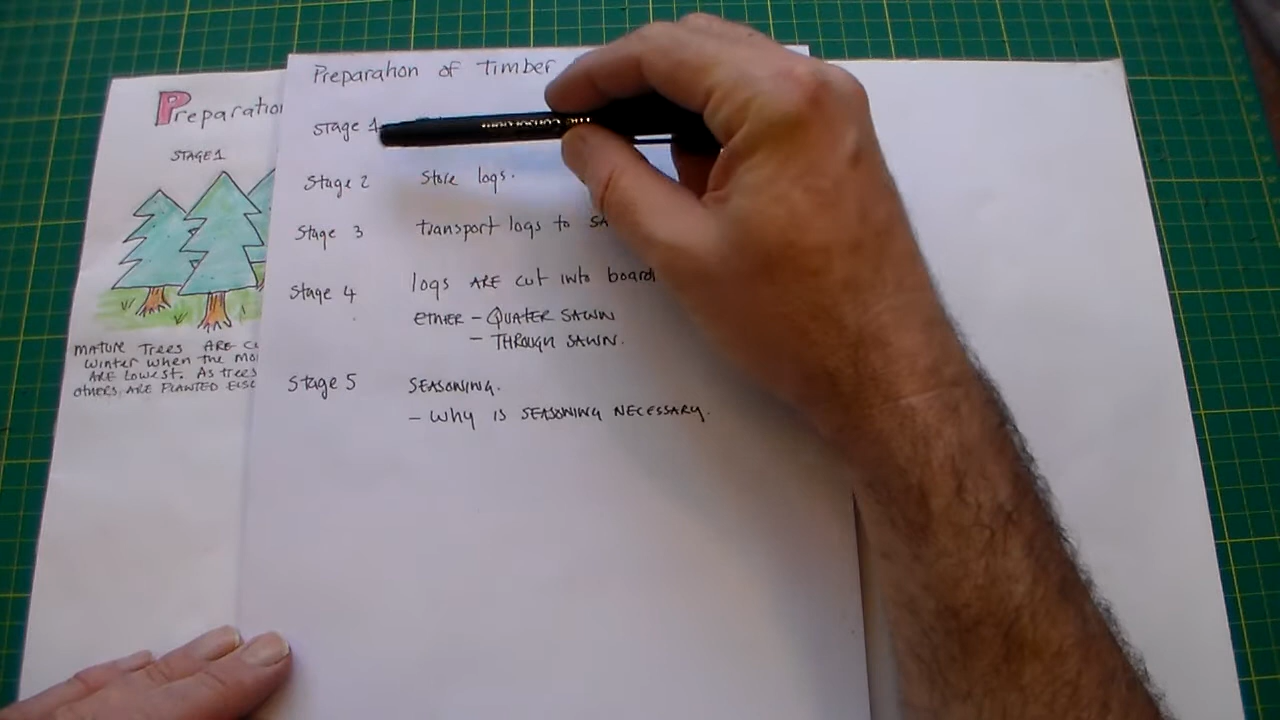 Preparation
STAGE 1
MATURE TREES ARE
WINTER WHEN THE
ARE LOWEST. AS TREES
OTHERS ARE PLANTED
Preparation of Timber
Stage 1
Stage 2 Store logs.
Stage 3 Transport logs to
Stage 4 logs ARE cut into board
ETHER - QUATER SAWN
- THROUGH SAWN.
Stage 5 SEASONING.
- Why IS SEASONING NECESSARY.